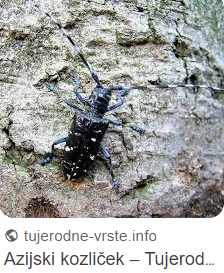 tujerodne-vrste.info
Azijski kozliček – Tujerod...